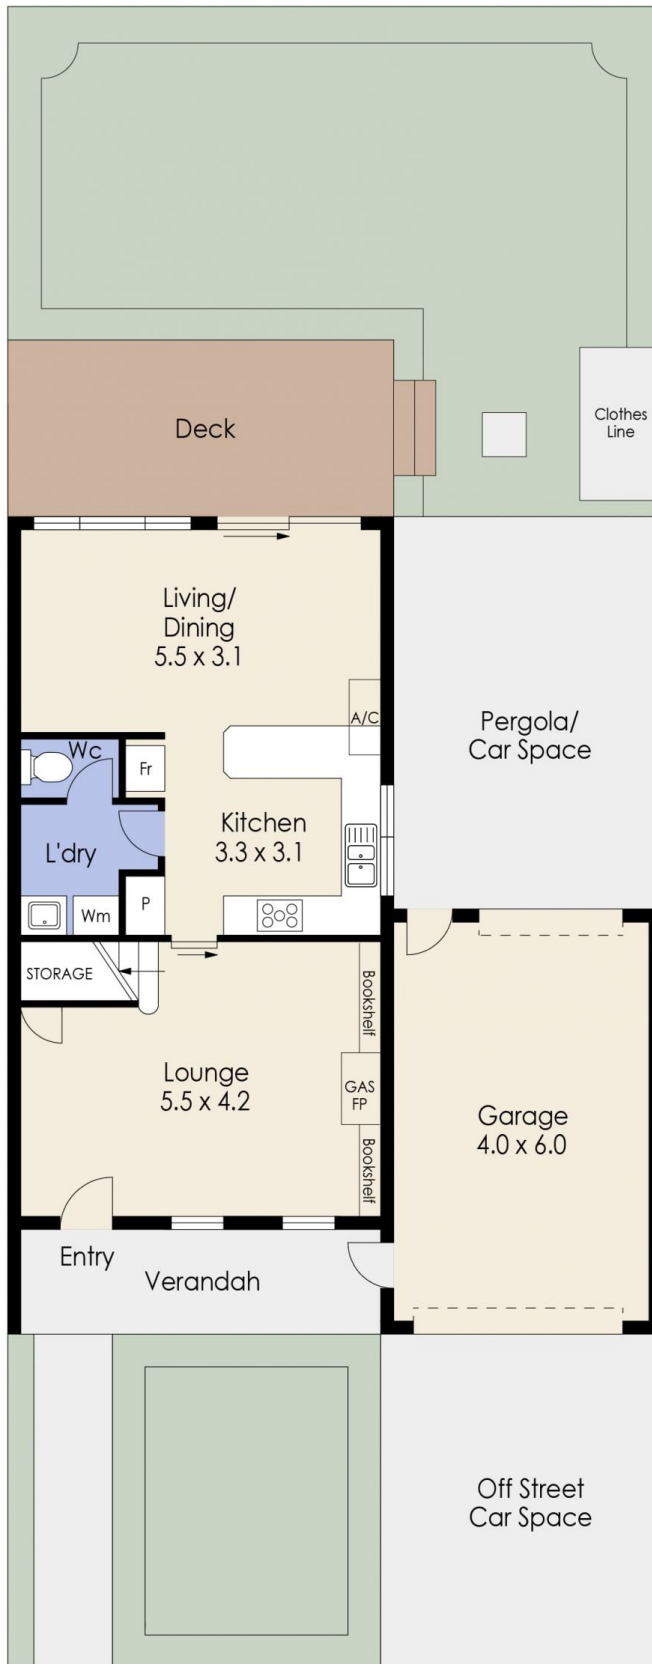 Deck
Clothes
Line
Living/
Dining
5.5 x 3.1
A/C
Pergola/
Car Space
Wc
Fr
Kitchen
3.3 x 3.1
L'dry
P
Wm
STORAGE
Bookshelf
Lounge
5.5 x 4.2
GAS
FP
Bookshelf
Garage
4.0 x 6.0
Entry
Verandah
Off Street
Car Space